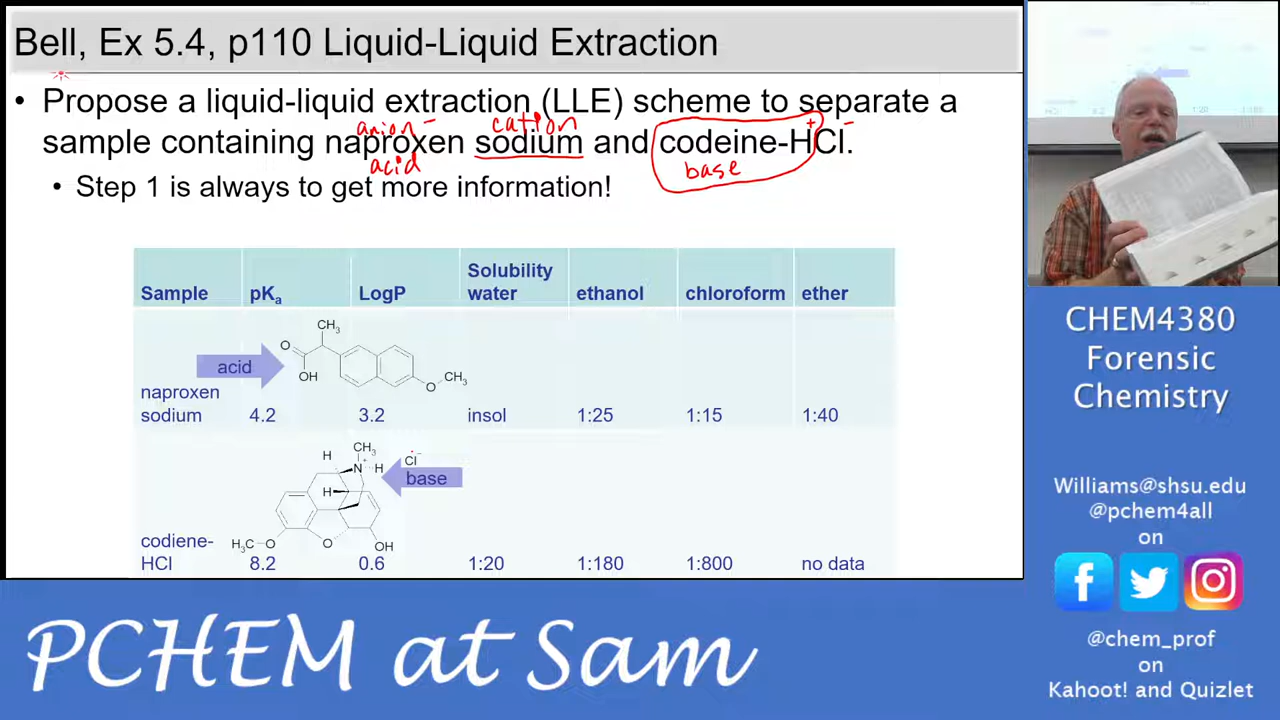 Bell, Ex 5.4, p110 Liquid-Liquid Extraction
• Propose a liquid-liquid extraction (LLE) scheme to separate a
anion - cation + -
sample containing naproxen sodium and codeine-HCl.
acid base
• Step 1 is always to get more information!
Sample pKa LogP Solubility water ethanol chloroform ether
CH3
O
acid
OH
O CH3
naproxen
sodium 4.2 3.2 insol 1:25 1:15 1:40
CH3
H N+ H Cl-
base
H
codiene-
H3C-O O OH
HCl 8.2 0.6 1:20 1:180 1:800 no data
CHEM4380
Forensic
Chemistry
Williams@shsu.edu
@pchem4all
on
@chem_prof
on
Kahoot! and Quizlet
PCHEM at Sam